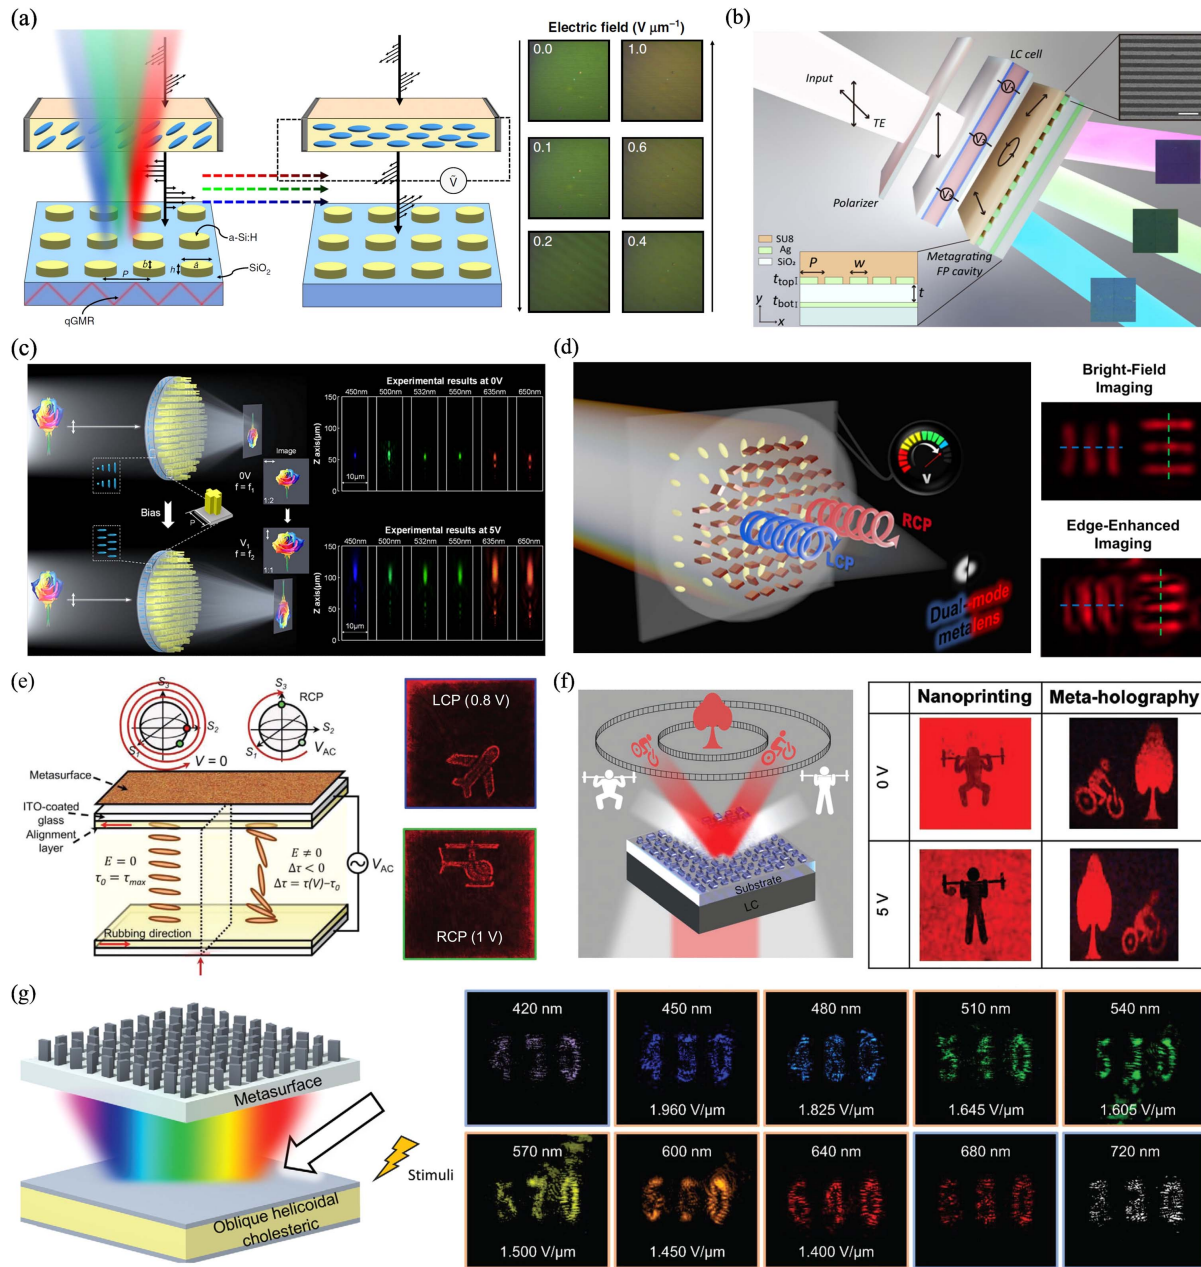 (a)
Electric field (V μm⁻¹)
0.0
1.0
0.1
0.6
0.2
0.4
Ṽ
a-Si:H
SiO₂
b
h
a
P
qGMR
(b)
Input
TE
LC cell
V
V
V
Polarizer
Metagrating
FP cavity
SU8
Ag
SiO₂
P
w
t_top
t
t_bot
y
x
(c)
Image
0V
f = f₁
1:2
Bias
P
V₁
f = f₂
1:1
Experimental results at 0V
450nm 500nm 532nm 550nm 635nm 650nm
Z axis(μm)
150
100
50
0
10μm
Experimental results at 5V
450nm 500nm 532nm 550nm 635nm 650nm
Z axis(μm)
150
100
50
0
10μm
(d)
V
RCP
LCP
Dual-mode
metalens
Bright-Field
Imaging
Edge-Enhanced
Imaging
(e)
S₃
S₂
S₁
V = 0
S₃
RCP
S₂
S₁
V_AC
Metasurface
ITO-coated
glass
Alignment
layer
E = 0
τ₀ = τ_max
E ≠ 0
Δτ < 0
Δτ = τ(V)−τ₀
V_AC
Rubbing direction
LCP (0.8 V)
RCP (1 V)
(f)
Substrate
LC
Nanoprinting
Meta-holography
0 V
5 V
(g)
Metasurface
Stimuli
Oblique helicoidal
cholesteric
420 nm
450 nm
1.960 V/μm
480 nm
1.825 V/μm
510 nm
1.645 V/μm
540 nm
1.605 V/μm
570 nm
1.500 V/μm
600 nm
1.450 V/μm
640 nm
1.400 V/μm
680 nm
720 nm